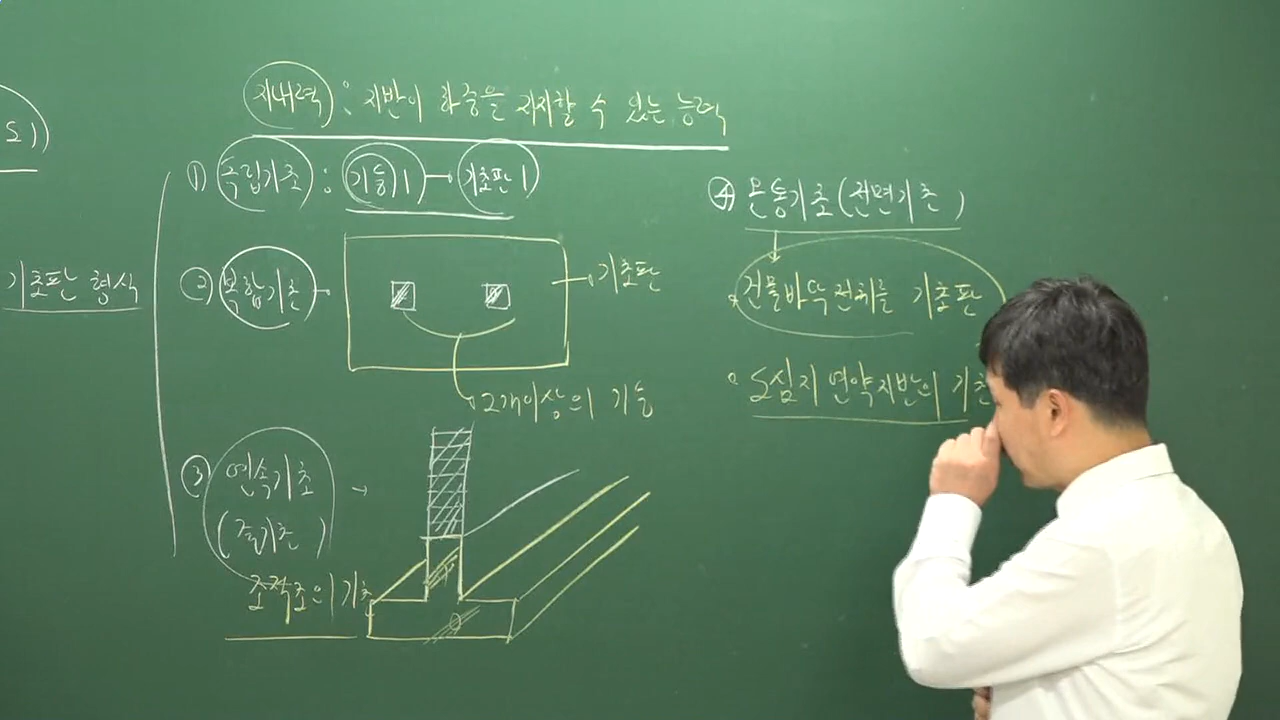 지내력 : 지반이 하중을 지지할 수 있는 능력
1) 독립기초 : 기둥 1 → 기초판 1
기초판 형식
2) 복합기초
기초판
2개이상의 기둥
3) 연속기초
(줄기초)
조적조의 기초
4) 온통기초(전면기초)
건물바닥전체를 기초판
도심지 연약지반의 기초